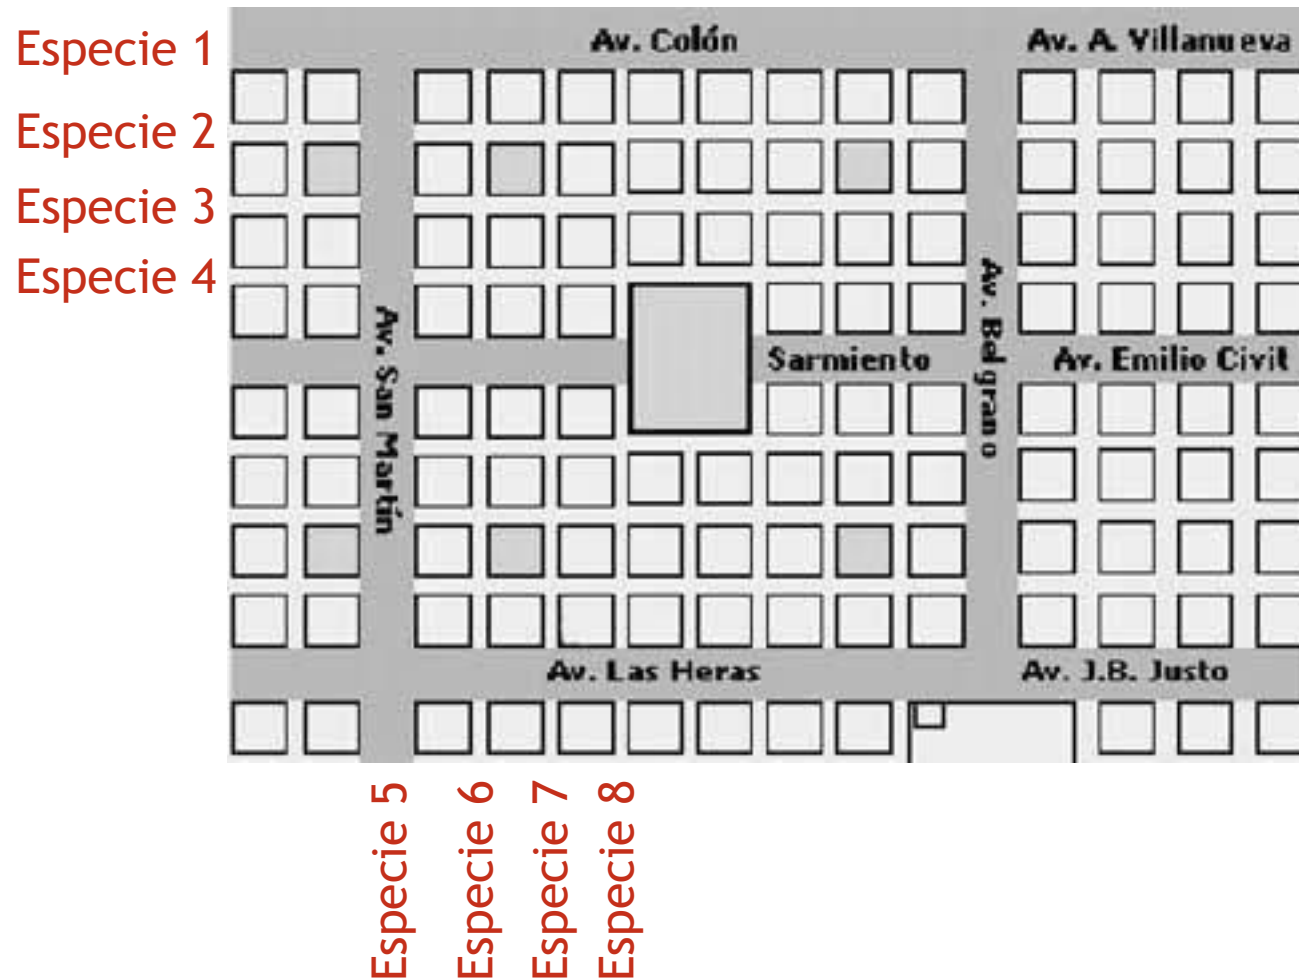 Especie 1
Av. Colón
Av. A. Villanueva
Especie 2
Especie 3
Especie 4
Av. San Martín
Av. Belgrano
Sarmiento
Av. Emilio Civit
Av. Las Heras
Av. J.B. Justo
Especie 5
Especie 6
Especie 7
Especie 8